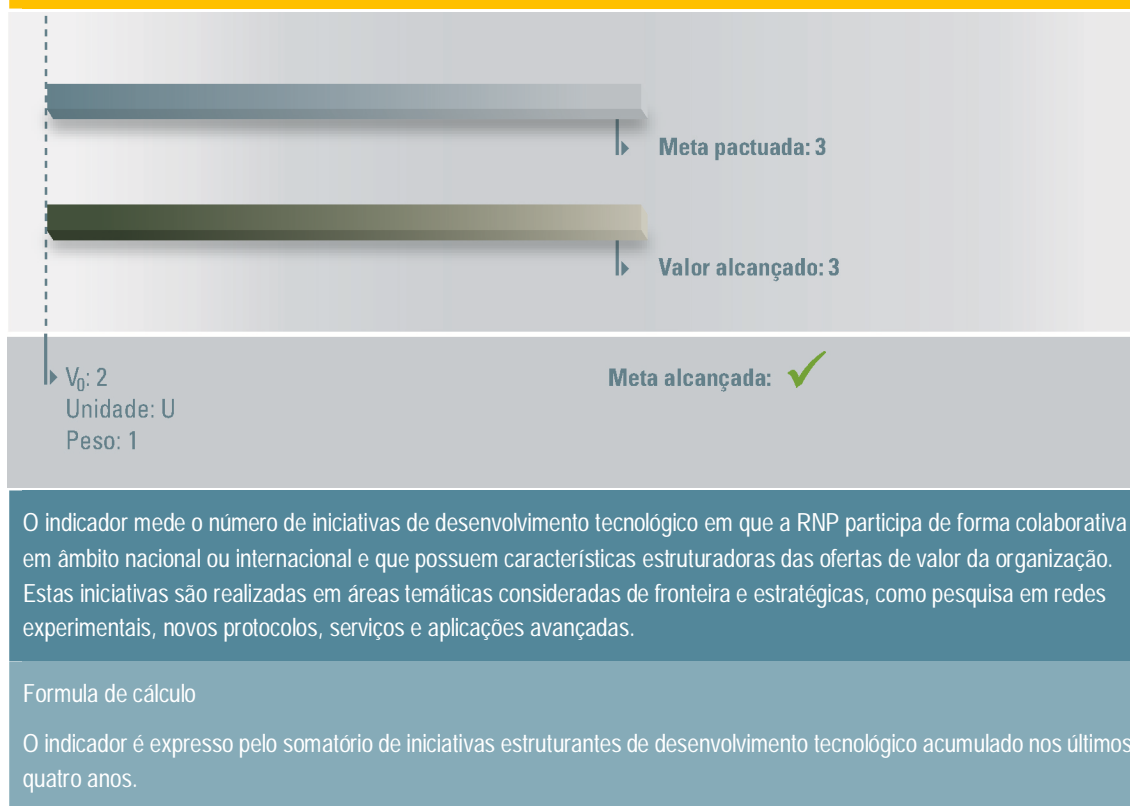 Meta pactuada: 3
Valor alcançado: 3
V0: 2
Unidade: U
Peso: 1
Meta alcançada:
O indicador mede o número de iniciativas de desenvolvimento tecnológico em que a RNP participa de forma colaborativa
em âmbito nacional ou internacional e que possuem características estruturadoras das ofertas de valor da organização.
Estas iniciativas são realizadas em áreas temáticas consideradas de fronteira e estratégicas, como pesquisa em redes
experimentais, novos protocolos, serviços e aplicações avançadas.
Formula de cálculo
O indicador é expresso pelo somatório de iniciativas estruturantes de desenvolvimento tecnológico acumulado nos últimos
quatro anos.